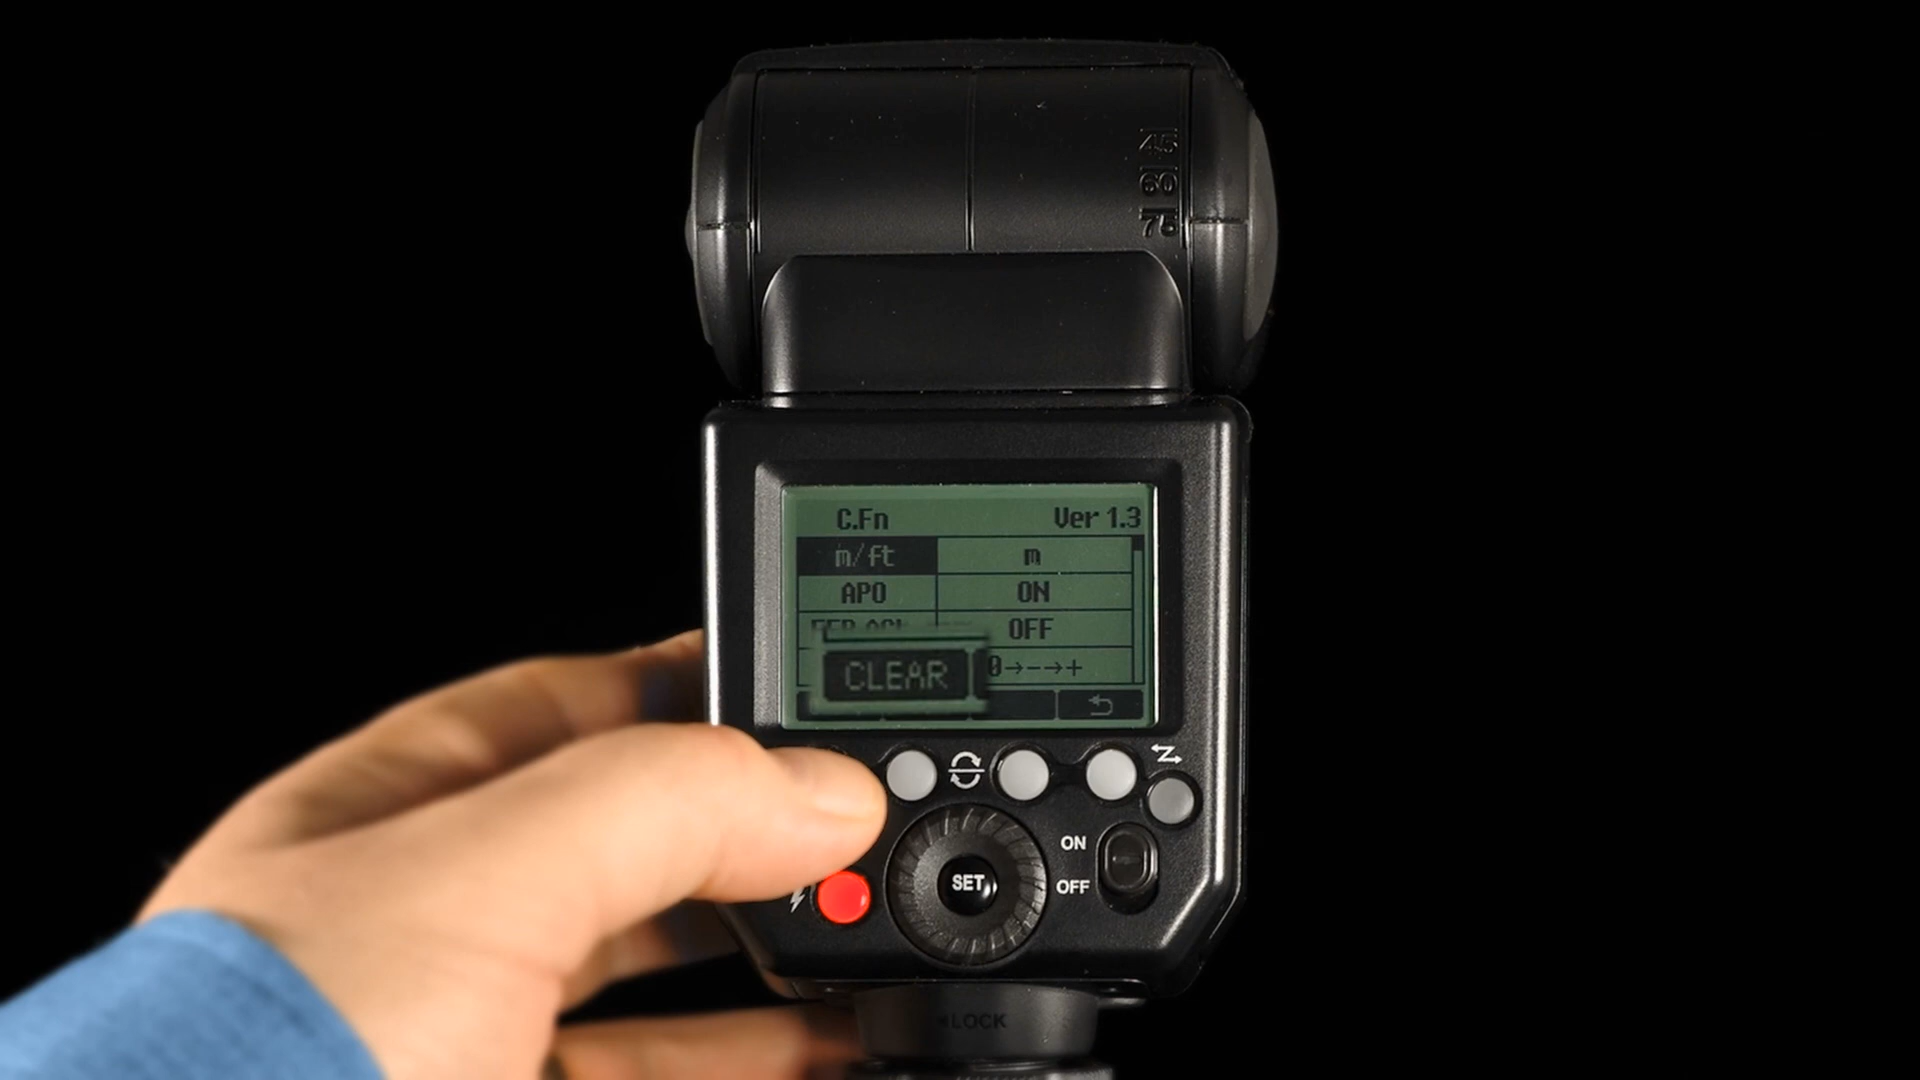 45
60
75
C.Fn Ver 1.3
m/ft m
APO ON
OFF
0→−→+
CLEAR
ON
SET
OFF
LOCK